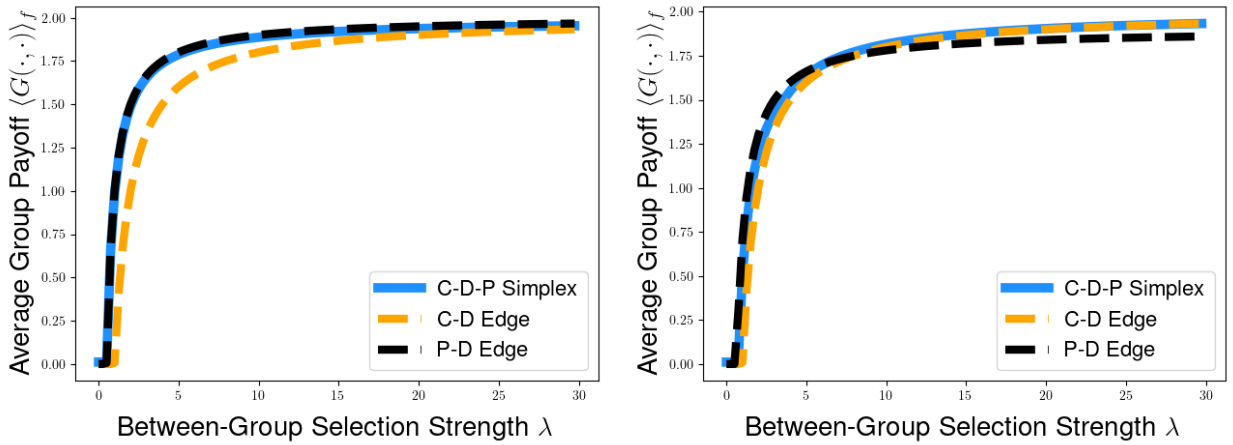 Average Group Payoff ⟨G(·,·)⟩_f
2.00
1.75
1.50
1.25
1.00
0.75
0.50
0.25
0.00
0 5 10 15 20 25 30
Between-Group Selection Strength λ
C-D-P Simplex
C-D Edge
P-D Edge
Average Group Payoff ⟨G(·,·)⟩_f
2.00
1.75
1.50
1.25
1.00
0.75
0.50
0.25
0.00
0 5 10 15 20 25 30
Between-Group Selection Strength λ
C-D-P Simplex
C-D Edge
P-D Edge